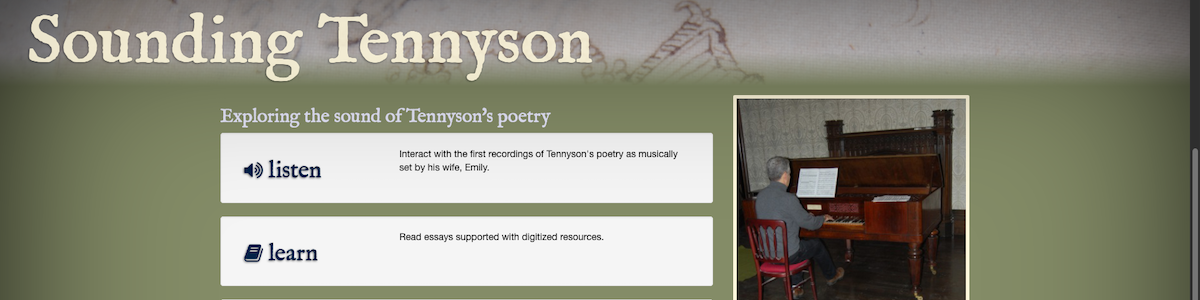 Sounding Tennyson
Exploring the sound of Tennyson's poetry
listen
Interact with the first recordings of Tennyson's poetry as musically
set by his wife, Emily.
learn
Read essays supported with digitized resources.